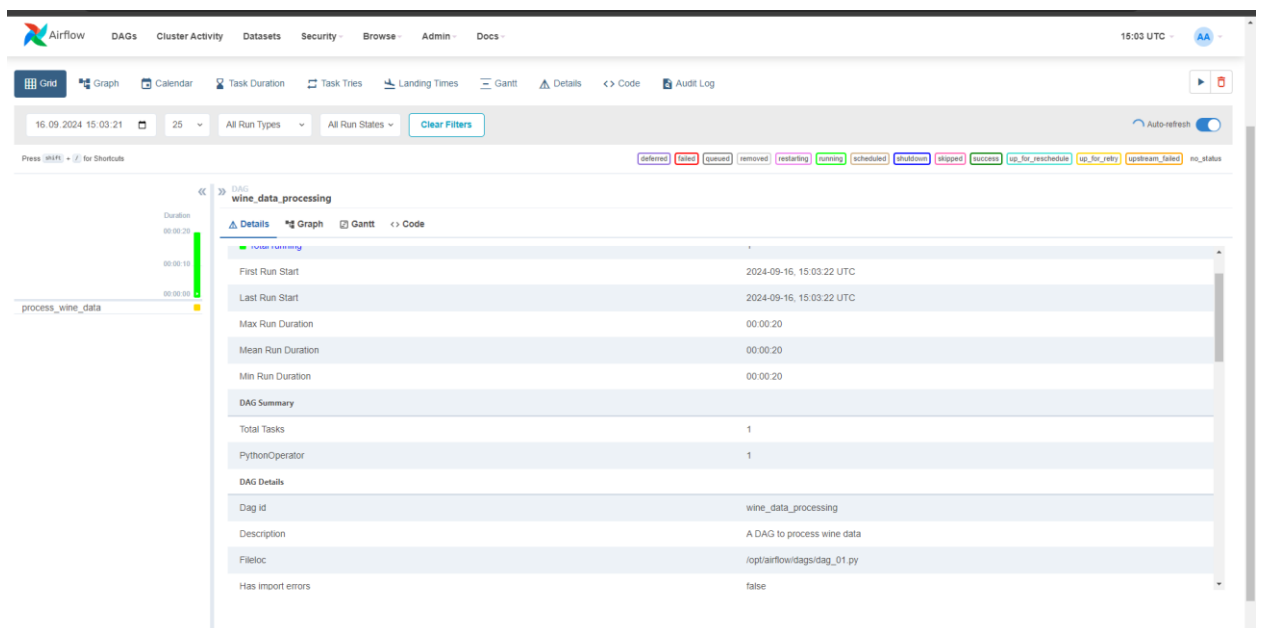 Airflow DAGs Cluster Activity Datasets Security Browse Admin Docs 15:03 UTC AA
Grid Graph Calendar Task Duration Task Tries Landing Times Gantt Details <> Code Audit Log
16.09.2024 15:03:21 25 All Run Types All Run States Clear Filters Auto-refresh
Press shift + / for Shortcuts deferred failed queued removed restarting running scheduled shutdown skipped success up_for_reschedule up_for_retry upstream_failed no_status
DAG
wine_data_processing
Duration
00:00:20
00:00:10
00:00:00
process_wine_data
Details Graph Gantt <> Code
Total running 1
First Run Start 2024-09-16, 15:03:22 UTC
Last Run Start 2024-09-16, 15:03:22 UTC
Max Run Duration 00:00:20
Mean Run Duration 00:00:20
Min Run Duration 00:00:20
DAG Summary
Total Tasks 1
PythonOperator 1
DAG Details
Dag id wine_data_processing
Description A DAG to process wine data
Fileloc /opt/airflow/dags/dag_01.py
Has import errors false